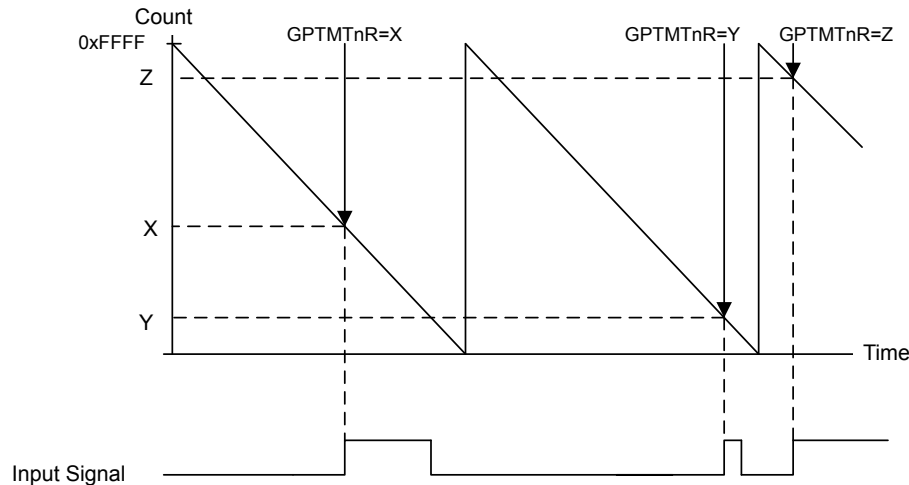 Count
0xFFFF
GPTMTnR=X
GPTMTnR=Y
GPTMTnR=Z
Z
X
Y
Time
Input Signal